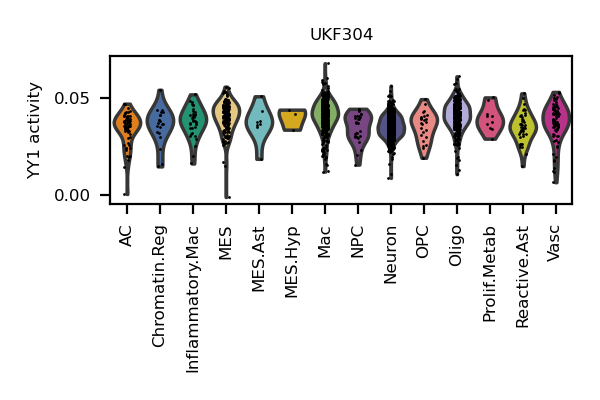 UKF304
YY1 activity
0.05
0.00
AC
Chromatin.Reg
Inflammatory.Mac
MES
MES.Ast
MES.Hyp
Mac
NPC
Neuron
OPC
Oligo
Prolif.Metab
Reactive.Ast
Vasc